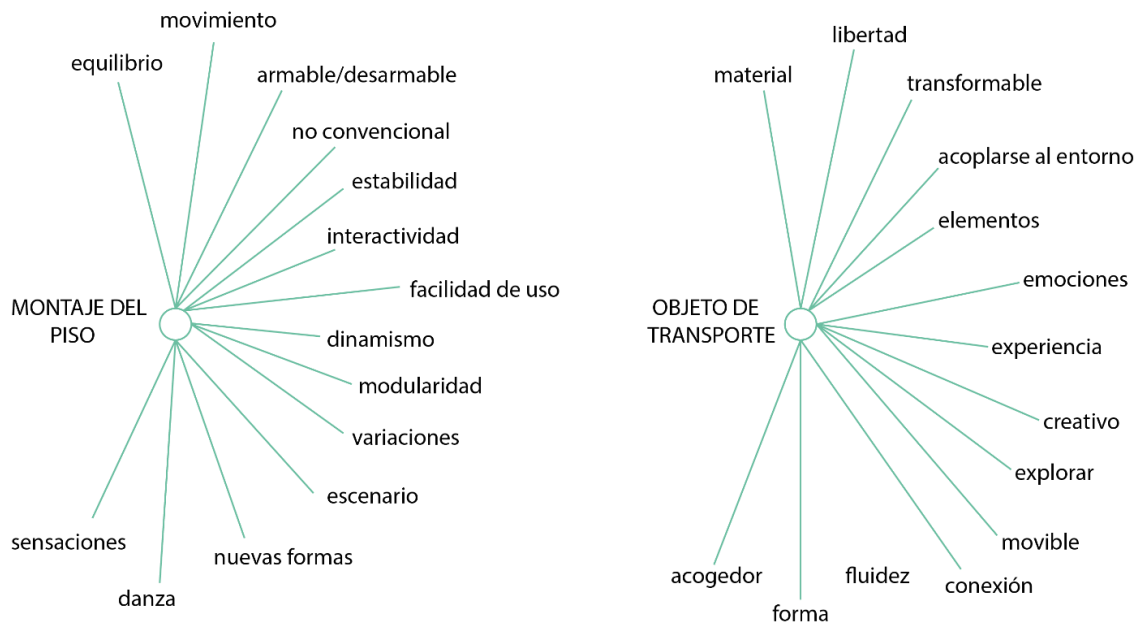 movimiento
equilibrio
armable/desarmable
no convencional
estabilidad
interactividad
facilidad de uso
MONTAJE DEL
PISO
dinamismo
modularidad
variaciones
escenario
nuevas formas
sensaciones
danza
libertad
material
transformable
acoplarse al entorno
elementos
emociones
OBJETO DE
TRANSPORTE
experiencia
creativo
explorar
movible
conexión
fluidez
acogedor
forma